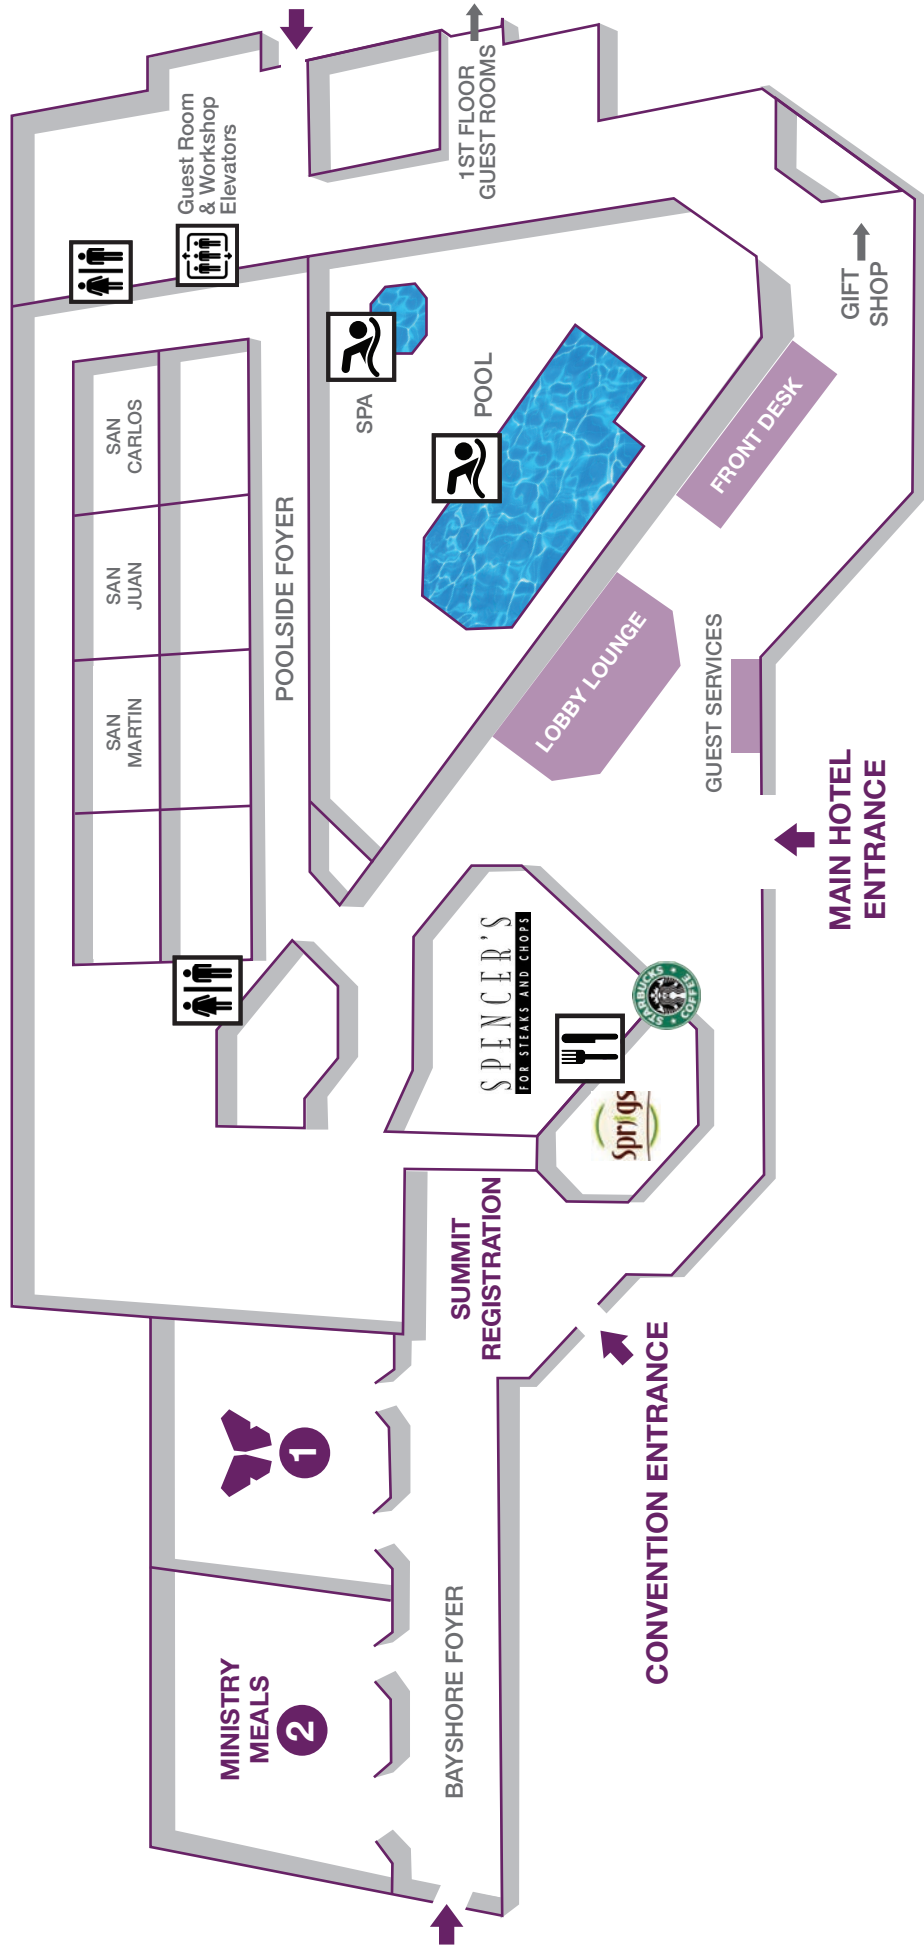 MINISTRY
MEALS
2
1
BAYSHORE FOYER
SUMMIT
REGISTRATION
CONVENTION ENTRANCE
SPENCER'S
FOR STEAKS AND CHOPS
Sprigs
STARBUCKS
COFFEE
MAIN HOTEL
ENTRANCE
GUEST SERVICES
LOBBY LOUNGE
FRONT DESK
GIFT
SHOP
POOLSIDE FOYER
SAN
MARTIN
SAN
JUAN
SAN
CARLOS
SPA
POOL
Guest Room
& Workshop
Elevators
1ST FLOOR
GUEST ROOMS